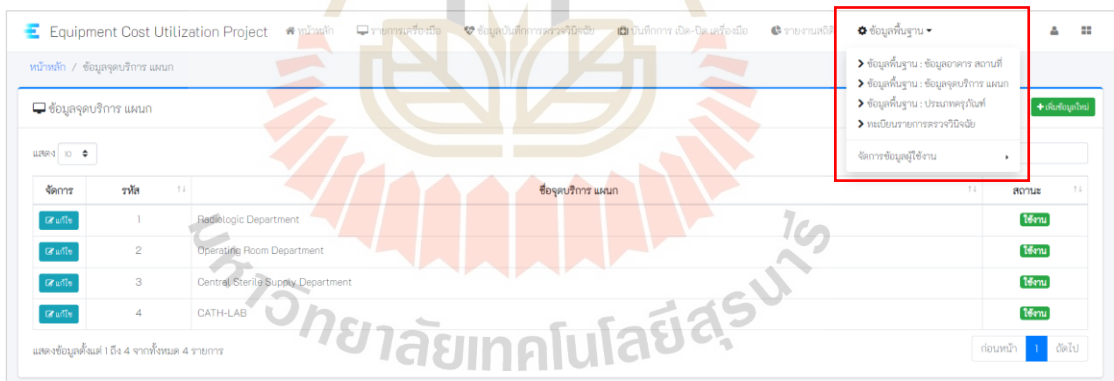 Equipment Cost Utilization Project หน้าหลัก รายการเครื่องมือ ข้อมูลบันทึกการตรวจวินิจฉัย บันทึกการ เปิด-ปิด เครื่องมือ รายงานสถิติ ข้อมูลพื้นฐาน
หน้าหลัก / ข้อมูลจุดบริการ แผนก
ข้อมูลพื้นฐาน : ข้อมูลอาคาร สถานที่
ข้อมูลพื้นฐาน : ข้อมูลจุดบริการ แผนก
ข้อมูลพื้นฐาน : ประเภทครุภัณฑ์
ทะเบียนรายการตรวจวินิจฉัย
จัดการข้อมูลผู้ใช้งาน
ข้อมูลจุดบริการ แผนก +เพิ่มข้อมูลใหม่
แสดง 10
จัดการ รหัส ชื่อจุดบริการ แผนก สถานะ
แก้ไข 1 Radiologic Department ใช้งาน
แก้ไข 2 Operating Room Department ใช้งาน
แก้ไข 3 Central Sterile Supply Department ใช้งาน
แก้ไข 4 CATH-LAB ใช้งาน
แสดงข้อมูลตั้งแต่ 1 ถึง 4 จากทั้งหมด 4 รายการ ก่อนหน้า 1 ถัดไป